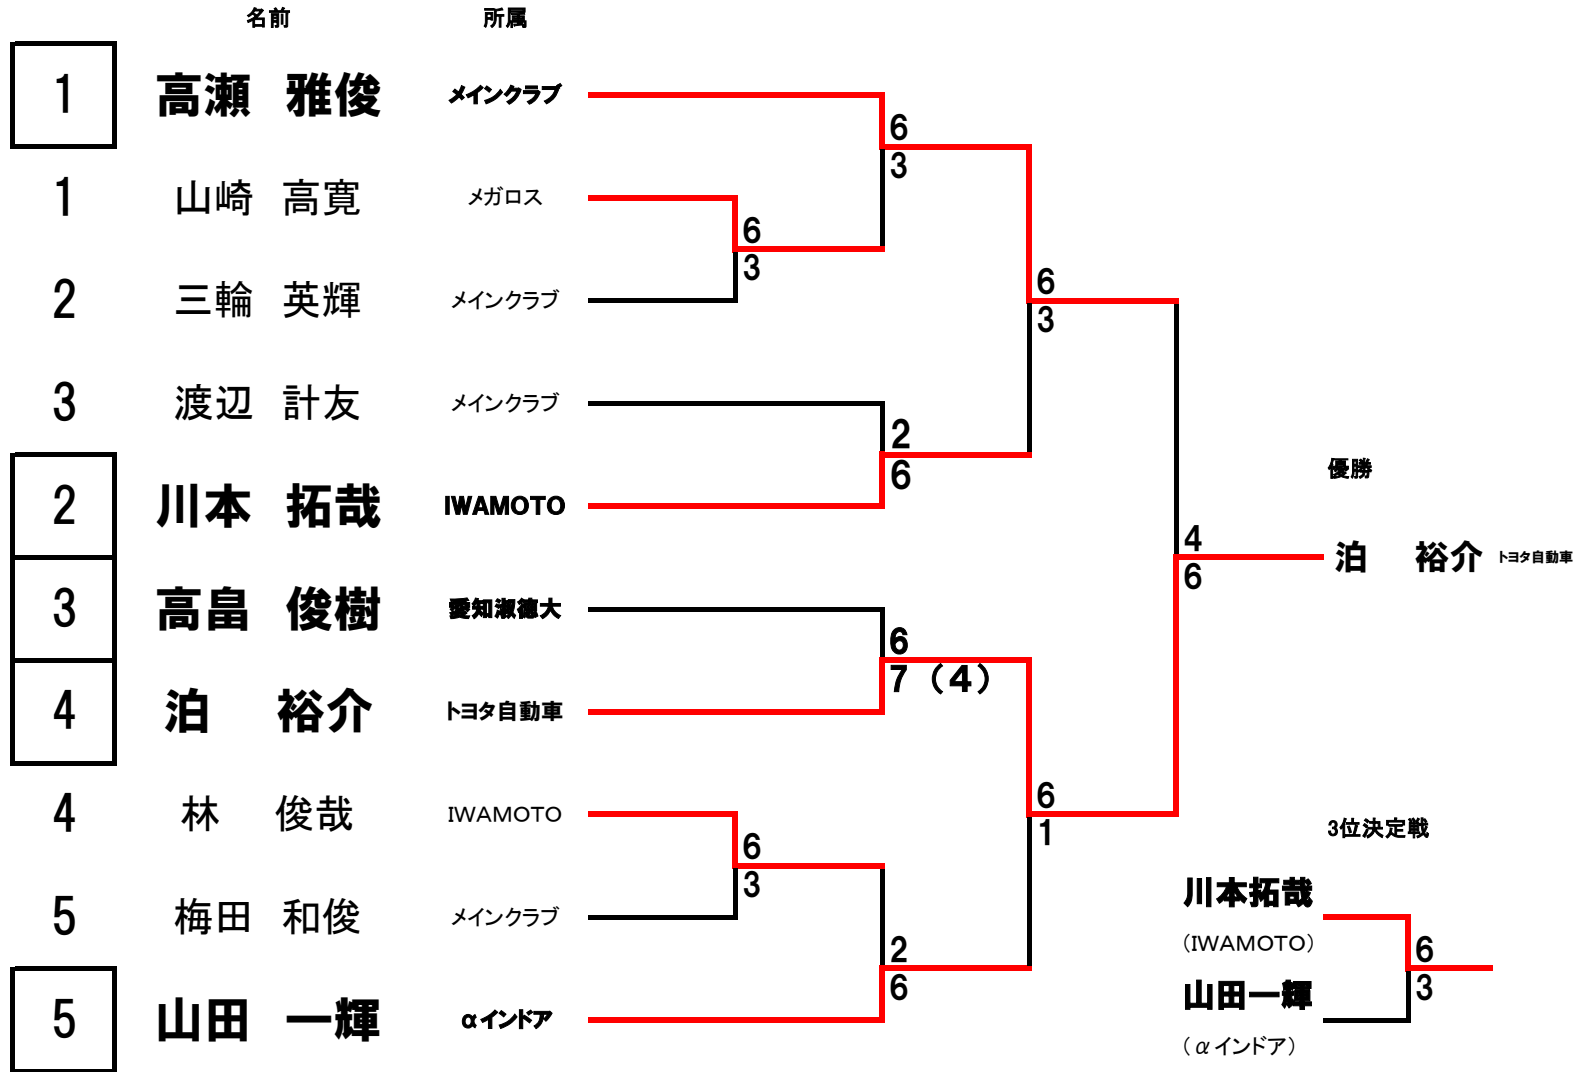 名前 所属
1 高瀬 雅俊 メインクラブ
6
3
1 山崎 高寛 メガロス
6
3
2 三輪 英輝 メインクラブ
6
3
3 渡辺 計友 メインクラブ
2
6
2 川本 拓哉 IWAMOTO
優勝
4
6
泊 裕介 トヨタ自動車
3 高畠 俊樹 愛知淑徳大
6
7 (4)
4 泊 裕介 トヨタ自動車
6
1
4 林 俊哉 IWAMOTO
6
3
5 梅田 和俊 メインクラブ
2
6
5 山田 一輝 αインドア
3位決定戦
川本拓哉
(IWAMOTO)
6
3
山田一輝
(αインドア)